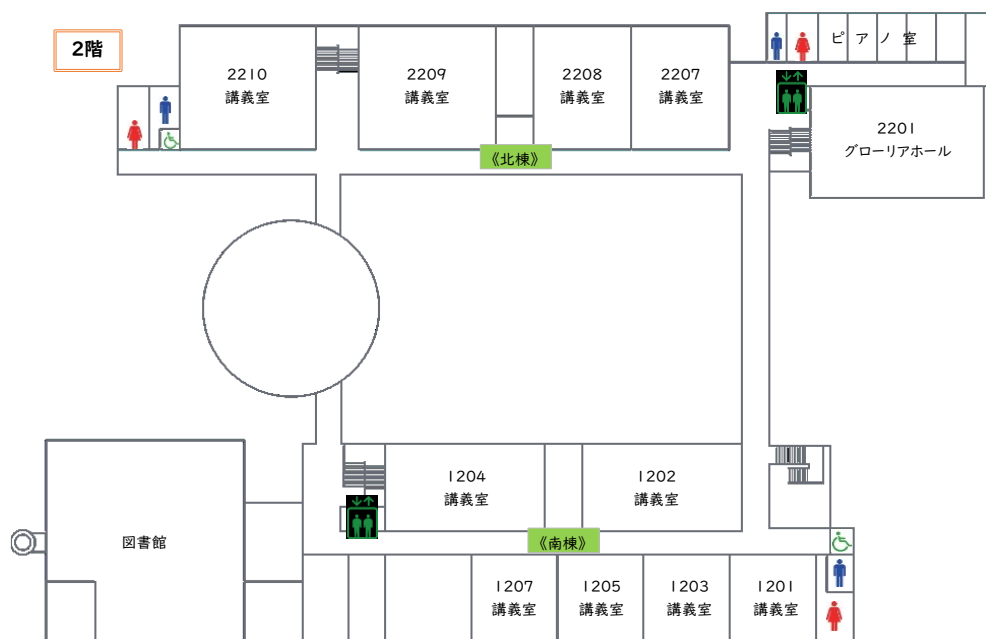 2階
ピアノ室
2210
講義室
2209
講義室
2208
講義室
2207
講義室
2201
グローリアホール
《北棟》
1204
講義室
1202
講義室
図書館
《南棟》
1207
講義室
1205
講義室
1203
講義室
1201
講義室